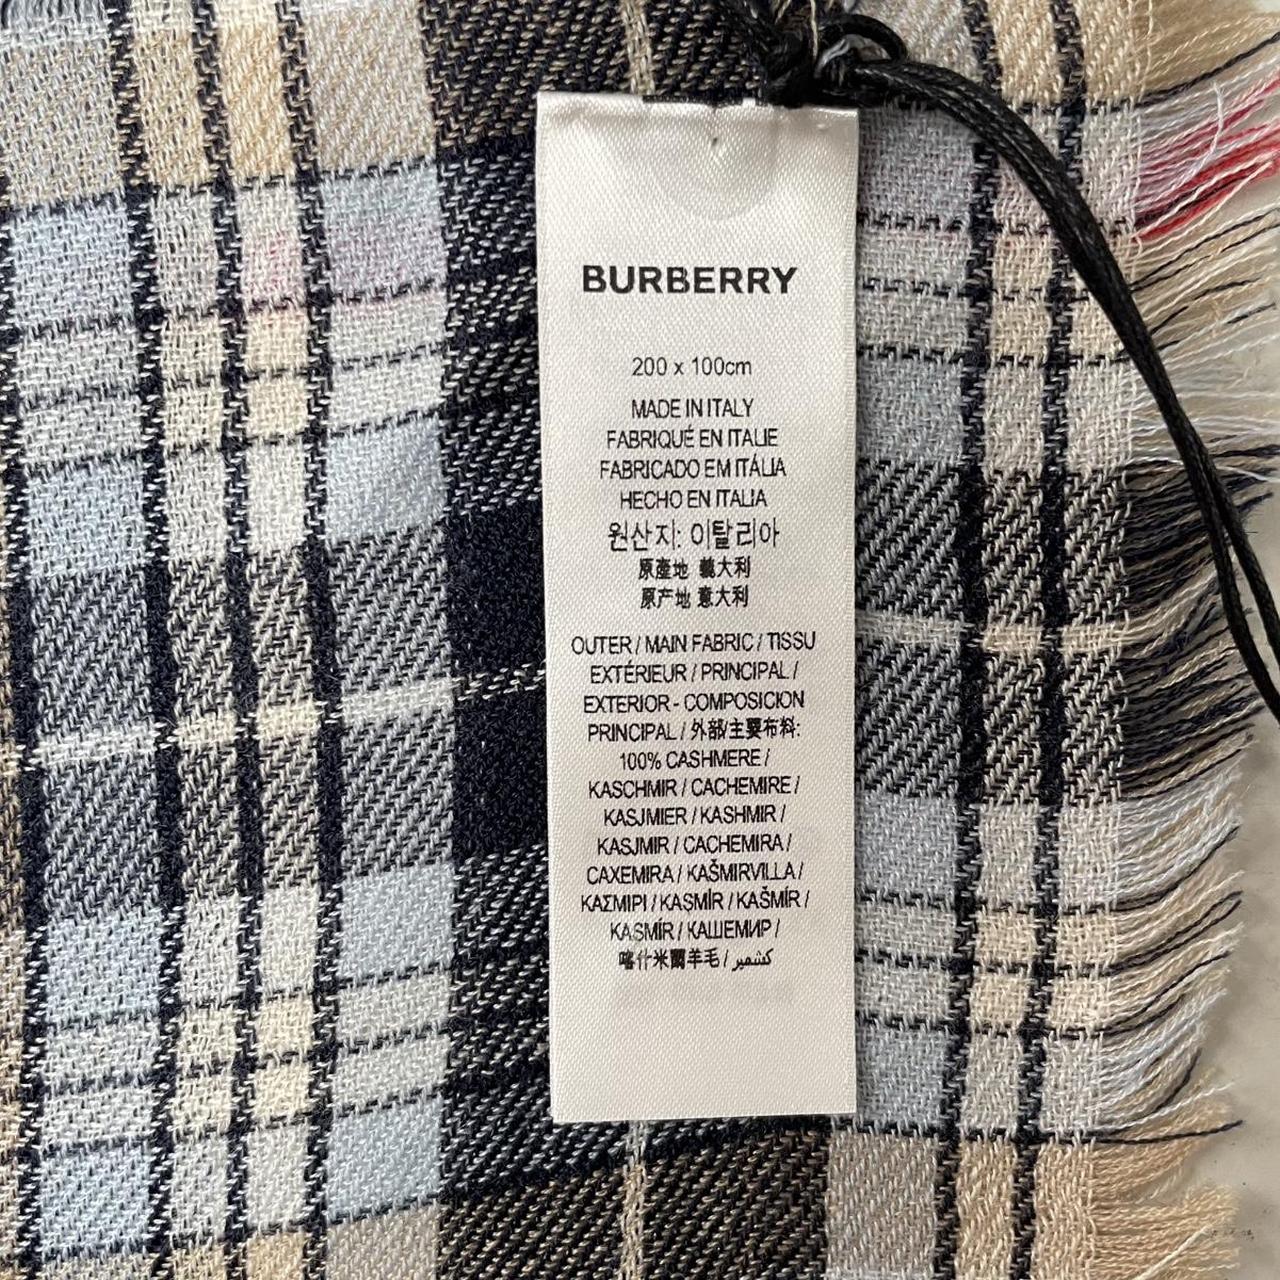 BURBERRY
200 x 100cm
MADE IN ITALY
FABRIQUÉ EN ITALIE
FABRICADO EM ITÁLIA
HECHO EN ITALIA
원산지: 이탈리아
原產地 義大利
原产地 意大利
OUTER / MAIN FABRIC / TISSU
EXTÉRIEUR / PRINCIPAL /
EXTERIOR - COMPOSICION
PRINCIPAL / 外部/主要布料:
100% CASHMERE /
KASCHMIR / CACHEMIRE /
KASJMIER / KASHMIR /
KASJMIR / CACHEMIRA /
CAXEMIRA / KAŠMIRVILLA /
ΚΑΣΜΙΡΙ / KAŞMİR / KAŠMÍR /
KASMÍR / КАШЕМИР /
喀什米爾羊毛 / كشمير